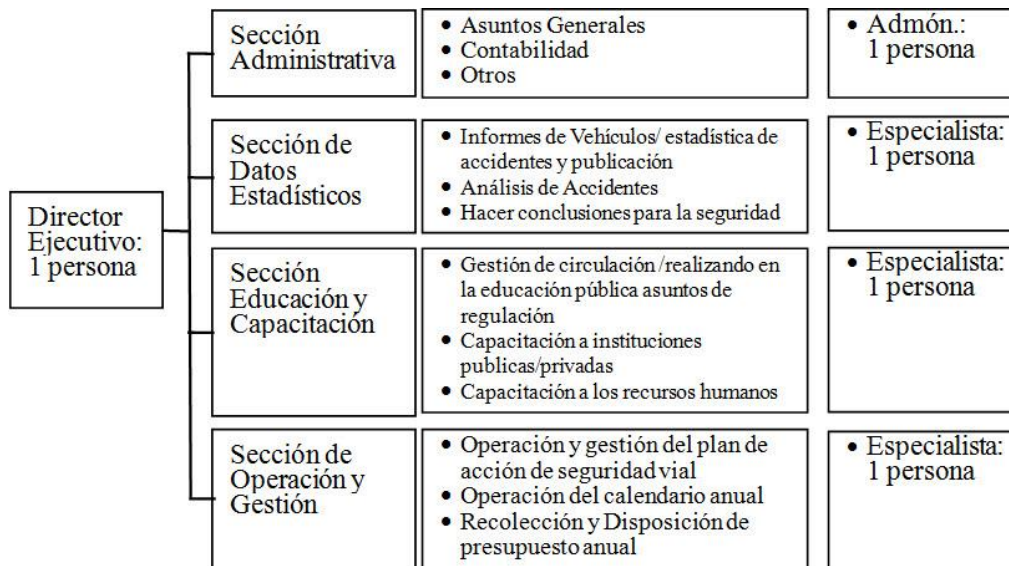 Director
Ejecutivo:
1 persona
Sección
Administrativa
• Asuntos Generales
• Contabilidad
• Otros
• Admón.:
1 persona
Sección de
Datos
Estadísticos
• Informes de Vehículos/ estadística de
accidentes y publicación
• Análisis de Accidentes
• Hacer conclusiones para la seguridad
• Especialista:
1 persona
Sección
Educación y
Capacitación
• Gestión de circulación /realizando en
la educación pública asuntos de
regulación
• Capacitación a instituciones
publicas/privadas
• Capacitación a los recursos humanos
• Especialista:
1 persona
Sección de
Operación y
Gestión
• Operación y gestión del plan de
acción de seguridad vial
• Operación del calendario anual
• Recolección y Disposición de
presupuesto anual
• Especialista:
1 persona